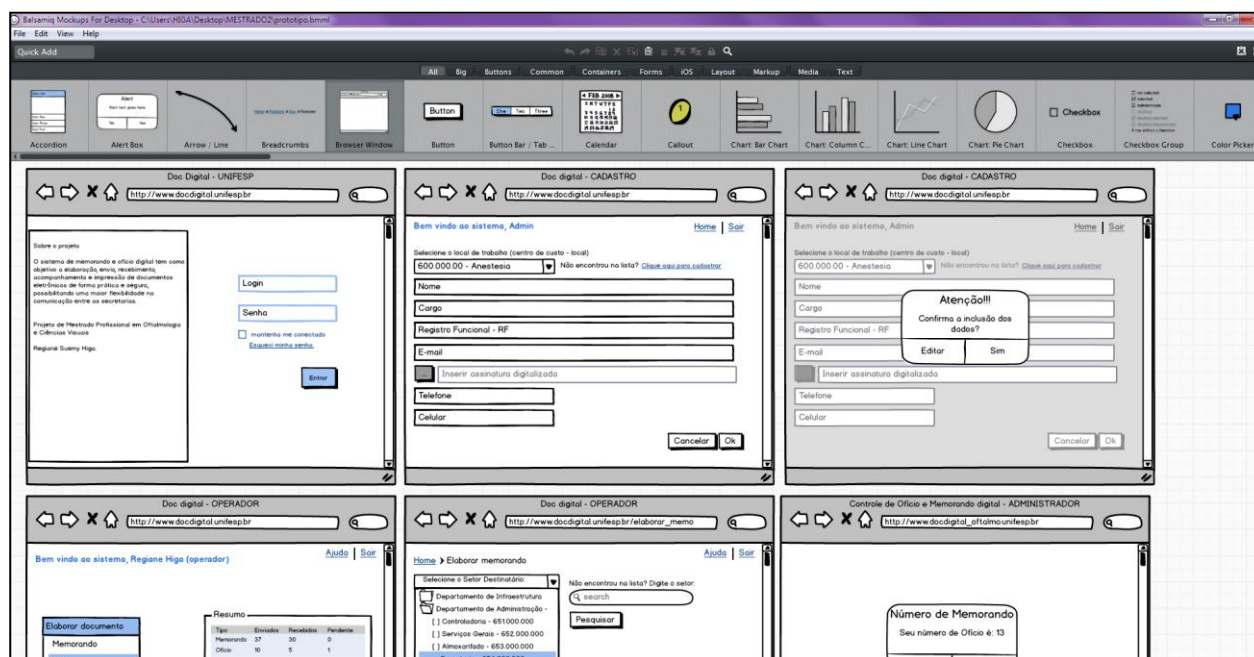 Balsamiq Mockups For Desktop - C:\Users\HIGA\Desktop\MESTRADO2\prototipo.bmml
File Edit View Help
Quick Add
All Big Buttons Common Containers Forms iOS Layout Markup Media Text
Alert
Alert text goes here
No Yes
Button
One Two Three
FEB 2008
1
Checkbox
Accordion Alert Box Arrow / Line Breadcrumbs Browser Window Button Button Bar / Tab ... Calendar Callout Chart: Bar Chart Chart: Column C... Chart: Line Chart Chart: Pie Chart Checkbox Checkbox Group Color Picker
Doc Digital - UNIFESP
http://www.docdigital.unifesp.br
Sobre o projeto
O sistema de memorando e ofício digital tem como
objetivo a elaboração, envio, recebimento,
acompanhamento e impressão de documentos
eletrônicos de forma prática e segura,
possibilitando uma maior flexibilidade na
comunicação entre as secretarias.
Projeto de Mestrado Profissional em Oftalmologia
e Ciências Visuais
Regiane Suemy Higa
Login
Senha
mantenha me conectado
Esqueci minha senha.
Entrar
Doc digital - CADASTRO
http://www.docdigital.unifesp.br
Bem vindo ao sistema, Admin
Home | Sair
Selecione o local de trabalho (centro de custo - local)
600.000.00 - Anestesia
Não encontrou na lista? Clique aqui para cadastrar
Nome
Cargo
Registro Funcional - RF
E-mail
... Inserir assinatura digitalizada
Telefone
Celular
Cancelar Ok
Doc digital - CADASTRO
http://www.docdigital.unifesp.br
Bem vindo ao sistema, Admin
Home | Sair
Selecione o local de trabalho (centro de custo - local)
600.000.00 - Anestesia
Não encontrou na lista? Clique aqui para cadastrar
Nome
Cargo
Registro Funcional - RF
E-mail
Inserir assinatura digitalizada
Telefone
Celular
Cancelar Ok
Atenção!!!
Confirma a inclusão dos
dados?
Editar Sim
Doc digital - OPERADOR
http://www.docdigital.unifesp.br
Ajuda | Sair
Bem vindo ao sistema, Regiane Higa (operador)
Elaborar documento
Memorando
Resumo
Tipo Enviados Recebidos Pendente
Memorando 37 30 0
Ofício 16 5 1
Doc digital - OPERADOR
http://www.docdigital.unifesp.br/elaborar_memo
Ajuda | Sair
Home > Elaborar memorando
Selecione o Setor Destinatário:
Não encontrou na lista? Digite o setor:
search
Pesquisar
Departamento de Infraestrutura
Departamento de Administração -
[ ] Controladoria - 651.000.000
[ ] Serviços Gerais - 652.000.000
[ ] Almoxarifado - 653.000.000
Controle de Ofício e Memorando digital - ADMINISTRADOR
http://www.docdigital_oftalmo.unifesp.br
Número de Memorando
Seu número de Ofício é: 13